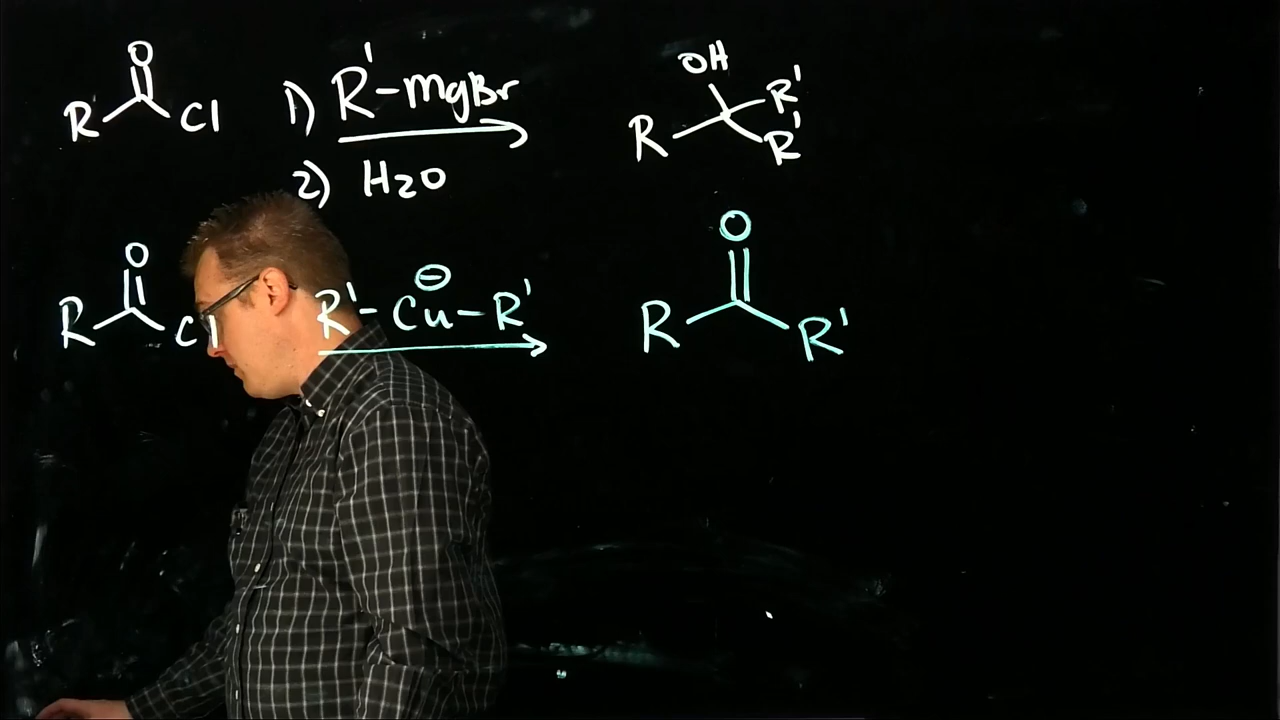 O OH
R Cl 1) R'-MgBr R R'
2) H2O R'
O ⊖ O
R Cl R'-Cu-R' R R'